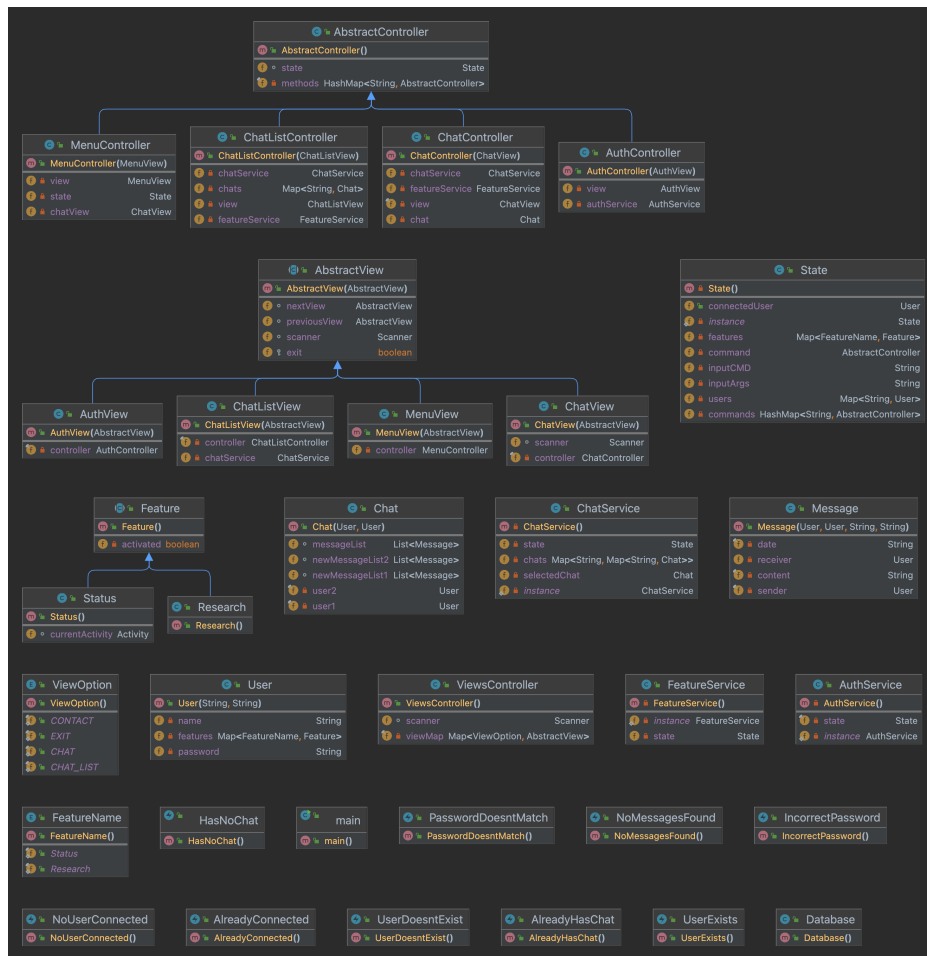 AbstractController
AbstractController()
state State
methods HashMap<String, AbstractController>
MenuController
MenuController(MenuView)
view MenuView
state State
chatView ChatView
ChatListController
ChatListController(ChatListView)
chatService ChatService
chats Map<String, Chat>
view ChatListView
featureService FeatureService
ChatController
ChatController(ChatView)
chatService ChatService
featureService FeatureService
view ChatView
chat Chat
AuthController
AuthController(AuthView)
view AuthView
authService AuthService
AbstractView
AbstractView(AbstractView)
nextView AbstractView
previousView AbstractView
scanner Scanner
exit boolean
State
State()
connectedUser User
instance State
features Map<FeatureName, Feature>
command AbstractController
inputCMD String
inputArgs String
users Map<String, User>
commands HashMap<String, AbstractController>
AuthView
AuthView(AbstractView)
controller AuthController
ChatListView
ChatListView(AbstractView)
controller ChatListController
chatService ChatService
MenuView
MenuView(AbstractView)
controller MenuController
ChatView
ChatView(AbstractView)
scanner Scanner
controller ChatController
Feature
Feature()
activated boolean
Status
Status()
currentActivity Activity
Research
Research()
Chat
Chat(User, User)
messageList List<Message>
newMessageList2 List<Message>
newMessageList1 List<Message>
user2 User
user1 User
ChatService
ChatService()
state State
chats Map<String, Map<String, Chat>>
selectedChat Chat
instance ChatService
Message
Message(User, User, String, String)
date String
receiver User
content String
sender User
ViewOption
ViewOption()
CONTACT
EXIT
CHAT
CHAT_LIST
User
User(String, String)
name String
features Map<FeatureName, Feature>
password String
ViewsController
ViewsController()
scanner Scanner
viewMap Map<ViewOption, AbstractView>
FeatureService
FeatureService()
instance FeatureService
state State
AuthService
AuthService()
state State
instance AuthService
FeatureName
FeatureName()
Status
Research
HasNoChat
HasNoChat()
main
main()
PasswordDoesntMatch
PasswordDoesntMatch()
NoMessagesFound
NoMessagesFound()
IncorrectPassword
IncorrectPassword()
NoUserConnected
NoUserConnected()
AlreadyConnected
AlreadyConnected()
UserDoesntExist
UserDoesntExist()
AlreadyHasChat
AlreadyHasChat()
UserExists
UserExists()
Database
Database()